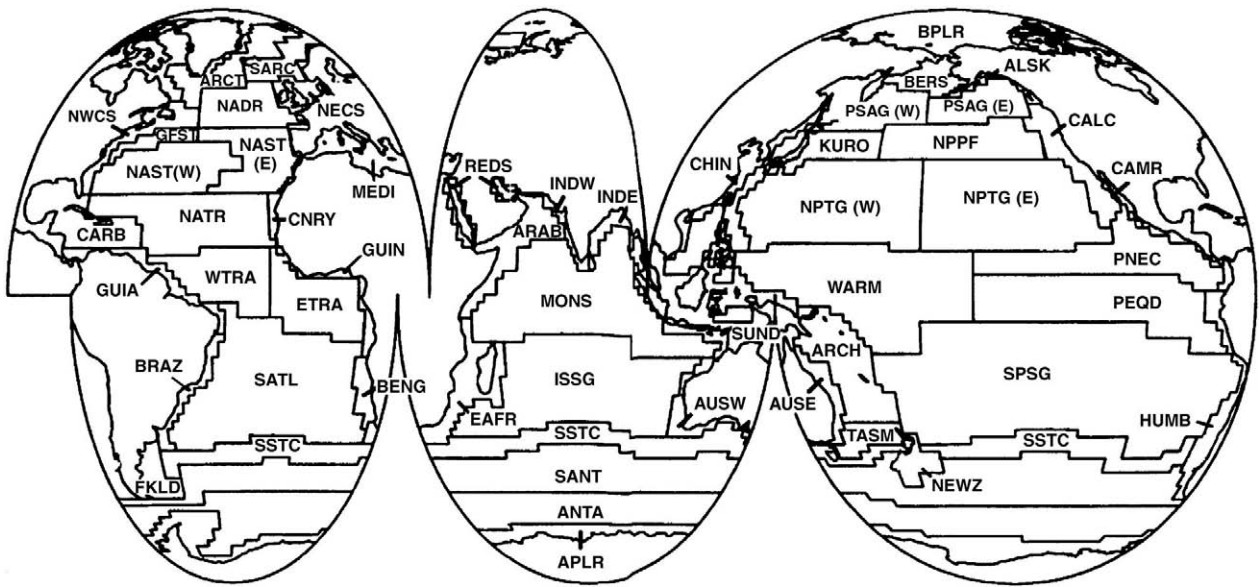 BPLR
SARC
ARCT
ALSK
BERS
NADR
NECS
PSAG (W)
PSAG (E)
NWCS
GFST
CALC
NAST
(E)
KURO
NPPF
NAST(W)
CHIN
REDS
MEDI
INDW
CAMR
INDE
NATR
CNRY
NPTG (W)
NPTG (E)
CARB
ARAB
GUIN
PNEC
WTRA
GUIA
ETRA
MONS
WARM
PEQD
SUND
ARCH
BRAZ
SATL
BENG
ISSG
SPSG
AUSW
AUSE
EAFR
HUMB
SSTC
SSTC
TASM
SSTC
FKLD
SANT
NEWZ
ANTA
APLR